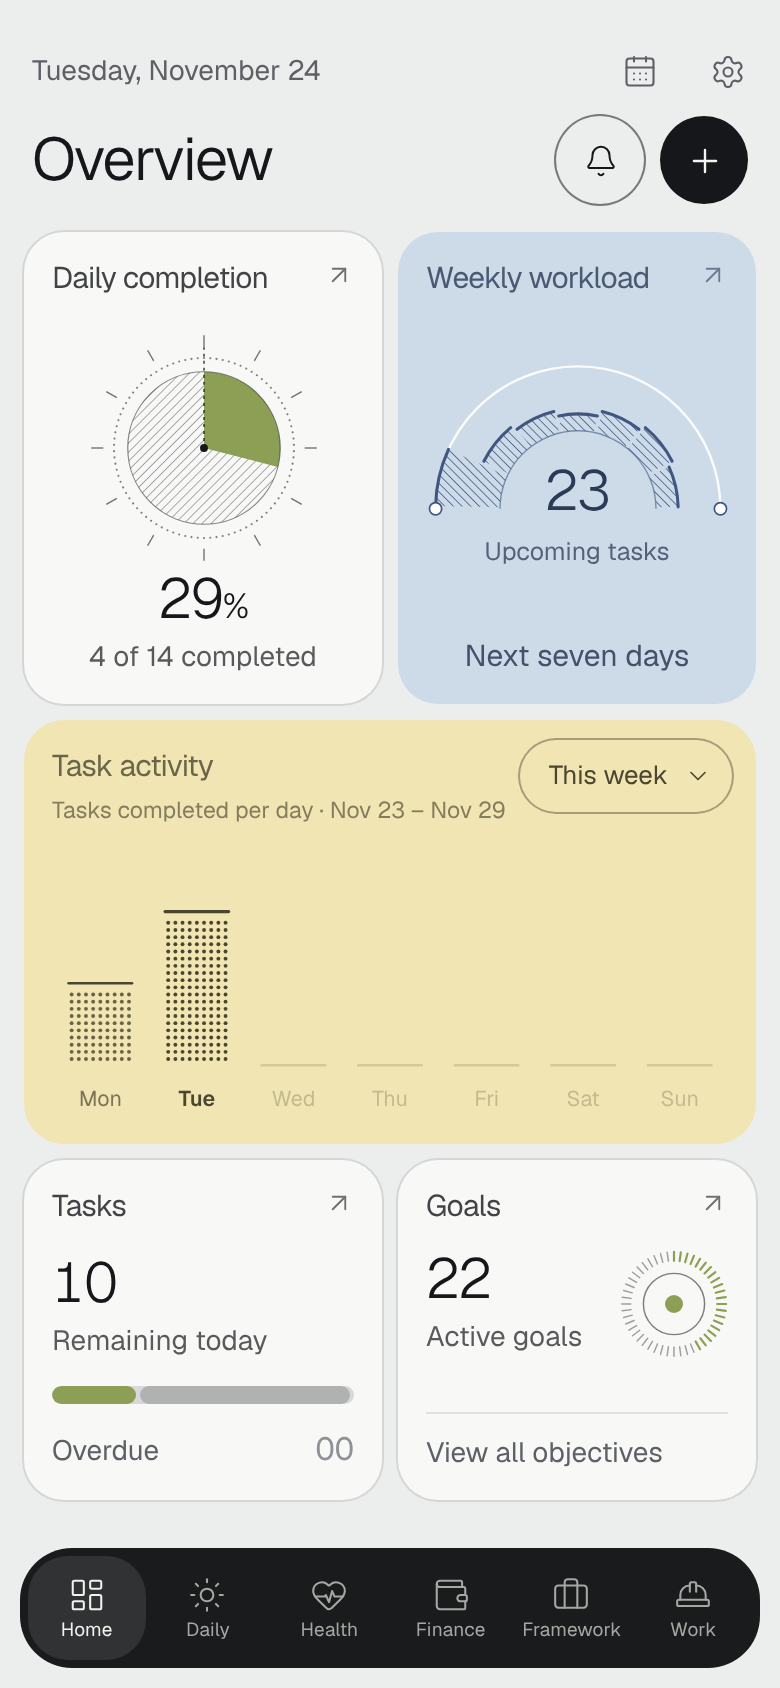 Tuesday, November 24
Overview
Daily completion
29%
4 of 14 completed
Weekly workload
23
Upcoming tasks
Next seven days
Task activity
This week
Tasks completed per day · Nov 23 – Nov 29
Mon Tue Wed Thu Fri Sat Sun
Tasks
10
Remaining today
Overdue 00
Goals
22
Active goals
View all objectives
Home Daily Health Finance Framework Work